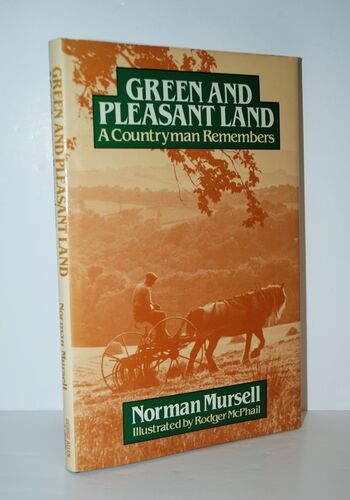 GREEN AND
PLEASANT LAND
A Countryman Remembers
Norman Mursell
Illustrated by Rodger McPhail
GREEN AND PLEASANT LAND
Norman Mursell